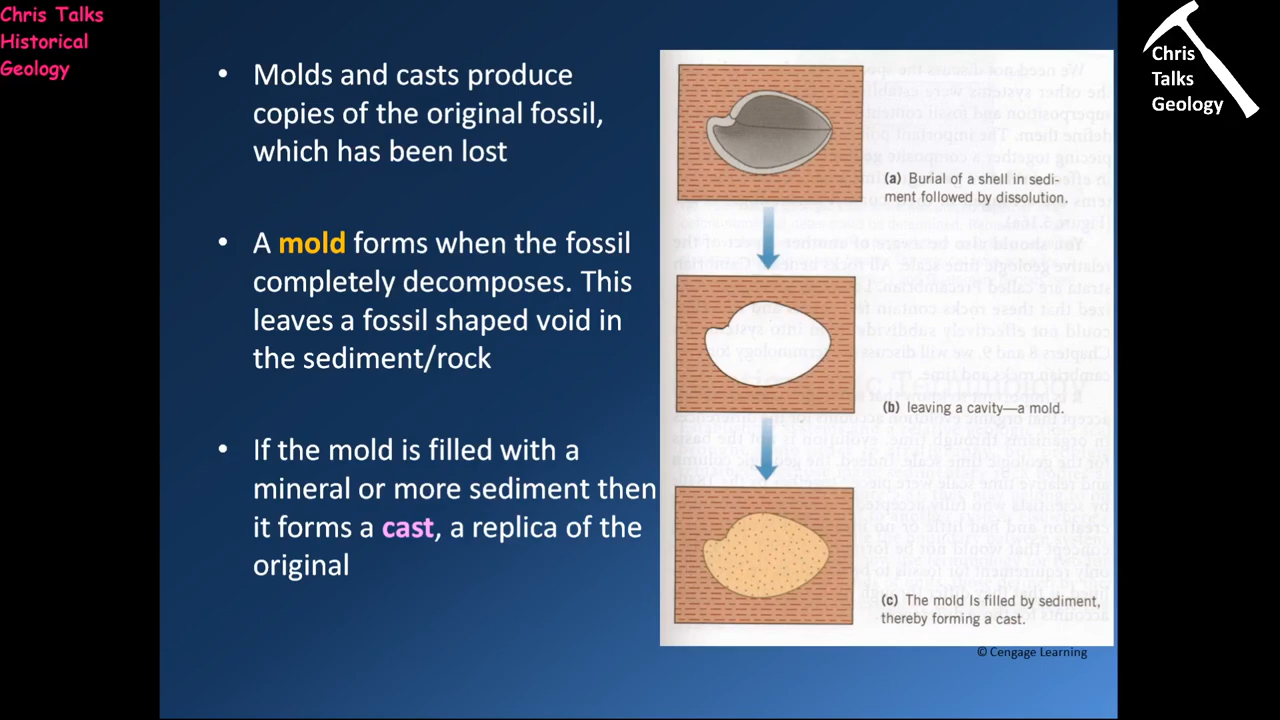 Chris Talks
Historical
Geology
• Molds and casts produce
copies of the original fossil,
which has been lost
• A mold forms when the fossil
completely decomposes. This
leaves a fossil shaped void in
the sediment/rock
• If the mold is filled with a
mineral or more sediment then
it forms a cast, a replica of the
original
(a) Burial of a shell in sedi-
ment followed by dissolution.
(b) leaving a cavity—a mold.
(c) The mold Is filled by sediment,
thereby forming a cast.
© Cengage Learning
Chris
Talks
Geology